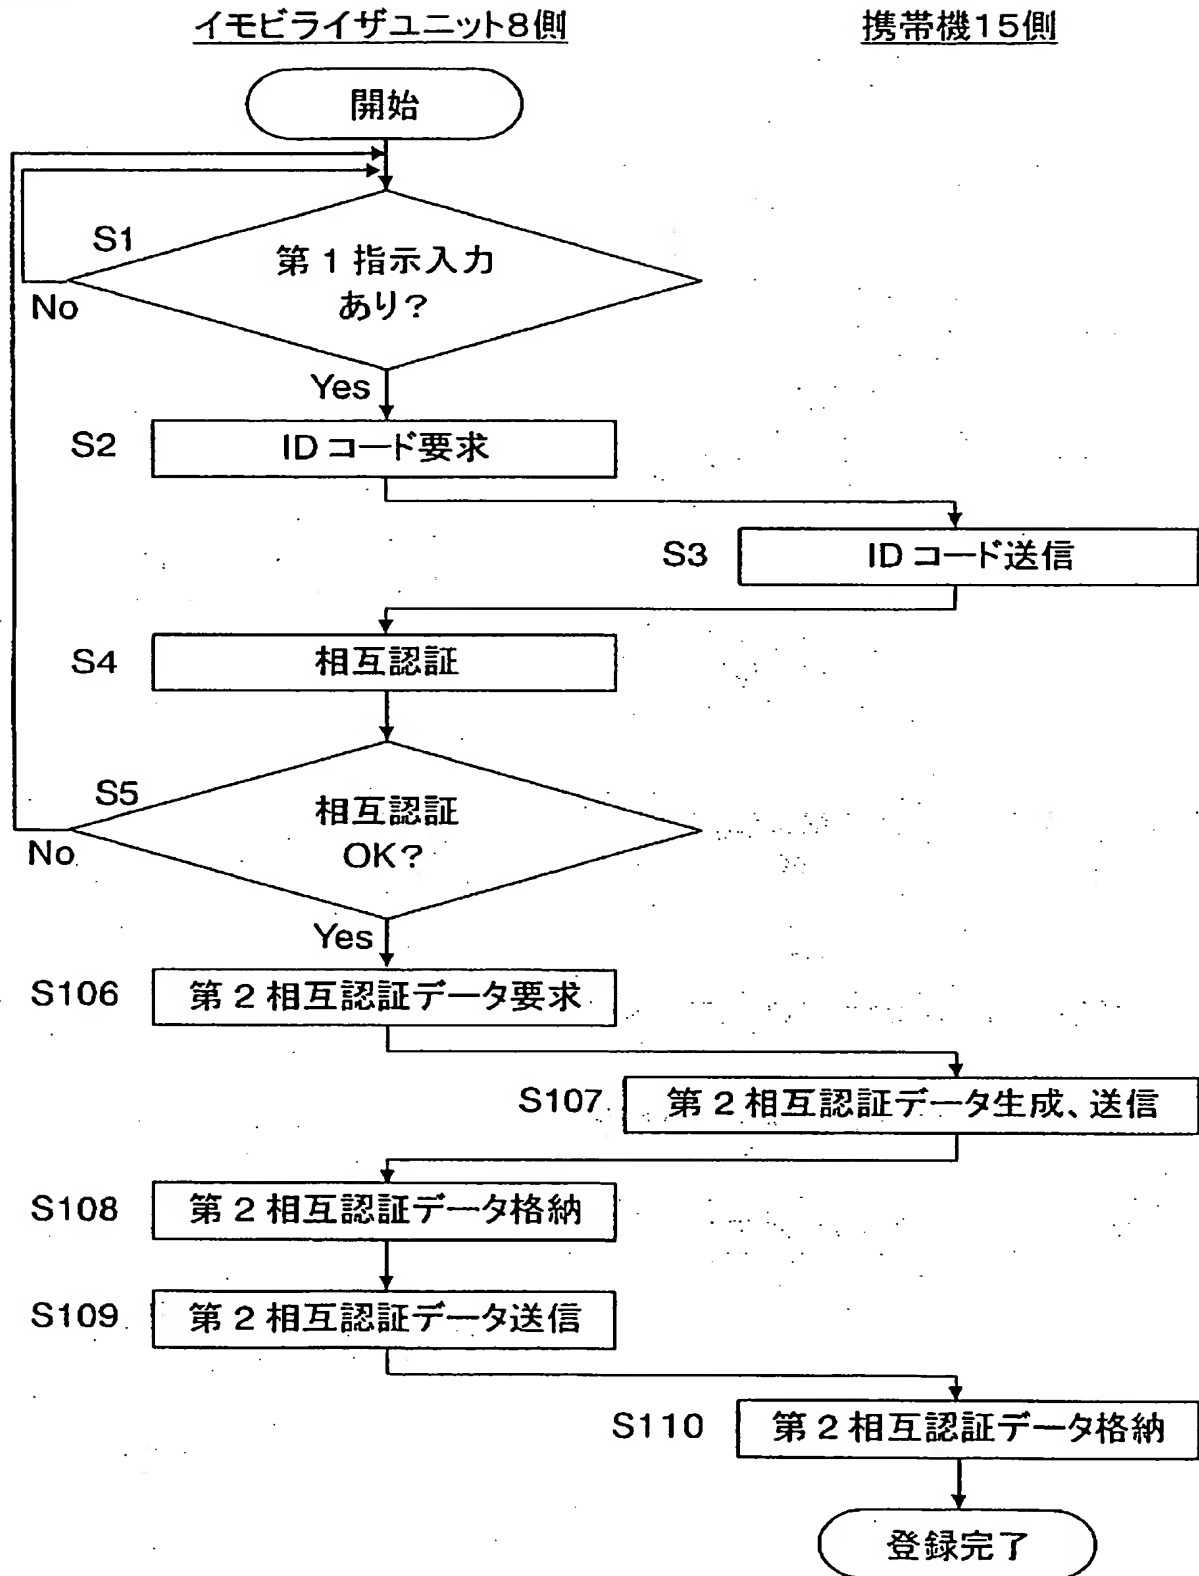 イモビライザユニット8側
携帯機15側
開始
S1
第1指示入力
あり?
No
Yes
S2
IDコード要求
S3
IDコード送信
S4
相互認証
S5
相互認証
OK?
No
Yes
S106
第2相互認証データ要求
S107
第2相互認証データ生成、送信
S108
第2相互認証データ格納
S109
第2相互認証データ送信
S110
第2相互認証データ格納
登録完了